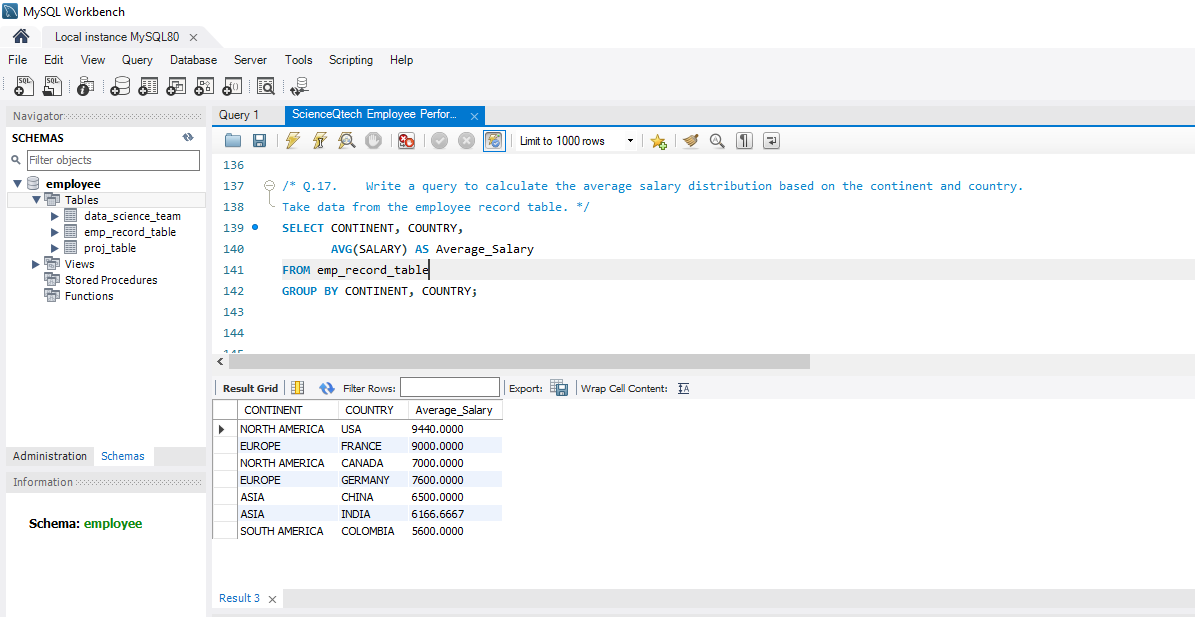 MySQL Workbench
Local instance MySQL80
File Edit View Query Database Server Tools Scripting Help
Navigator
SCHEMAS
Filter objects
employee
Tables
data_science_team
emp_record_table
proj_table
Views
Stored Procedures
Functions
Administration Schemas
Information
Schema: employee
Query 1 ScienceQtech Employee Perfor...
Limit to 1000 rows
136
137 /* Q.17. Write a query to calculate the average salary distribution based on the continent and country.
138 Take data from the employee record table. */
139 SELECT CONTINENT, COUNTRY,
140 AVG(SALARY) AS Average_Salary
141 FROM emp_record_table
142 GROUP BY CONTINENT, COUNTRY;
143
144
Result Grid Filter Rows: Export: Wrap Cell Content:
CONTINENT COUNTRY Average_Salary
NORTH AMERICA USA 9440.0000
EUROPE FRANCE 9000.0000
NORTH AMERICA CANADA 7000.0000
EUROPE GERMANY 7600.0000
ASIA CHINA 6500.0000
ASIA INDIA 6166.6667
SOUTH AMERICA COLOMBIA 5600.0000
Result 3